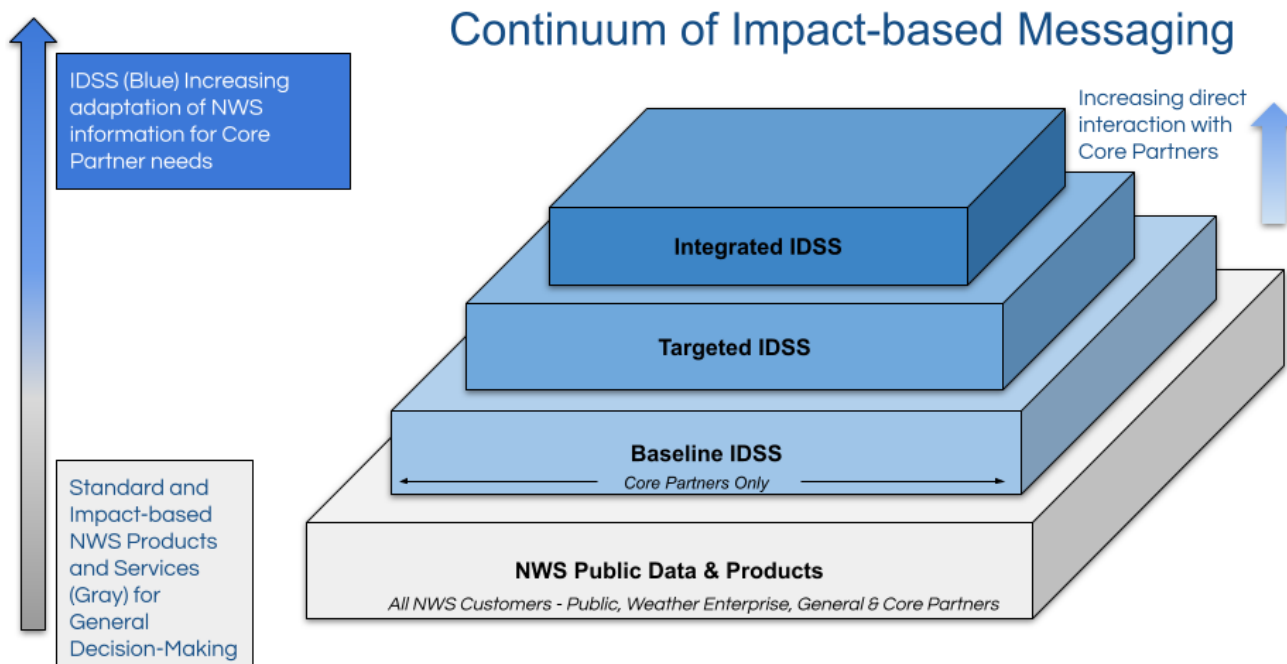 Continuum of Impact-based Messaging
IDSS (Blue) Increasing
adaptation of NWS
information for Core
Partner needs
Increasing direct
interaction with
Core Partners
Integrated IDSS
Targeted IDSS
Baseline IDSS
Core Partners Only
Standard and
Impact-based
NWS Products
and Services
(Gray) for
General
Decision-Making
NWS Public Data & Products
All NWS Customers - Public, Weather Enterprise, General & Core Partners